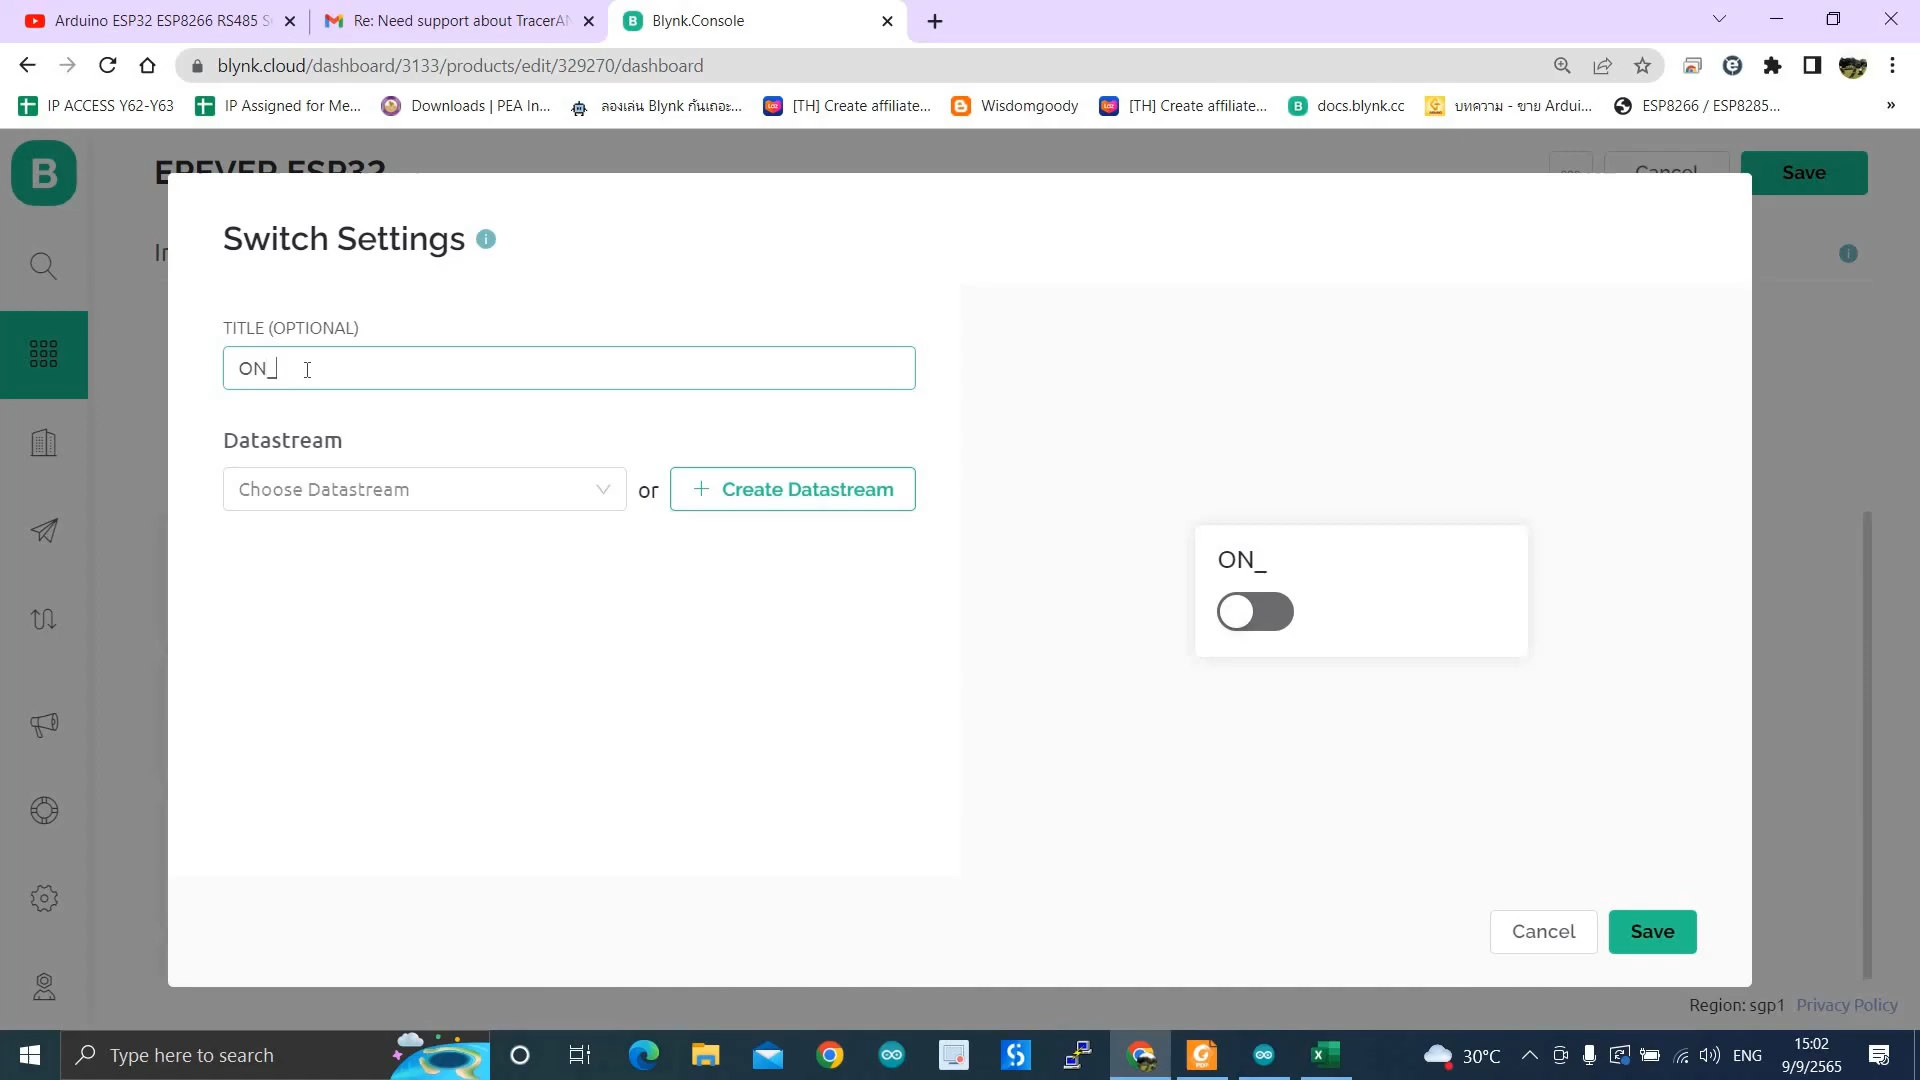 Arduino ESP32 ESP8266 RS485 S
Re: Need support about TracerAN
Blynk.Console
blynk.cloud/dashboard/3133/products/edit/329270/dashboard
IP ACCESS Y62-Y63
IP Assigned for Me...
Downloads | PEA In...
ลองเล่น Blynk กันเถอะ...
[TH] Create affiliate...
Wisdomgoody
[TH] Create affiliate...
docs.blynk.cc
บทความ - ขาย Ardui...
ESP8266 / ESP8285...
»
B
EPEVER ESP32
Cancel
Save
Switch Settings
TITLE (OPTIONAL)
ON_
Datastream
Choose Datastream
or
+ Create Datastream
ON_
Cancel
Save
Region: sgp1
Privacy Policy
Type here to search
30°C
ENG
15:02
9/9/2565